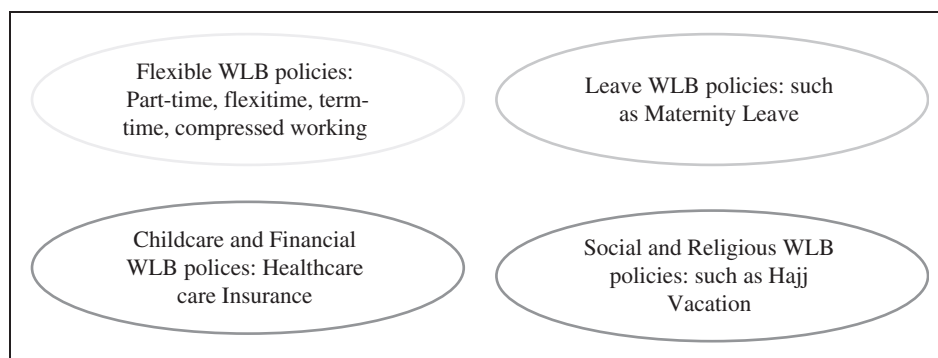 Flexible WLB policies:
Part-time, flexitime, term-
time, compressed working
Leave WLB policies: such
as Maternity Leave
Childcare and Financial
WLB polices: Healthcare
care Insurance
Social and Religious WLB
policies: such as Hajj
Vacation